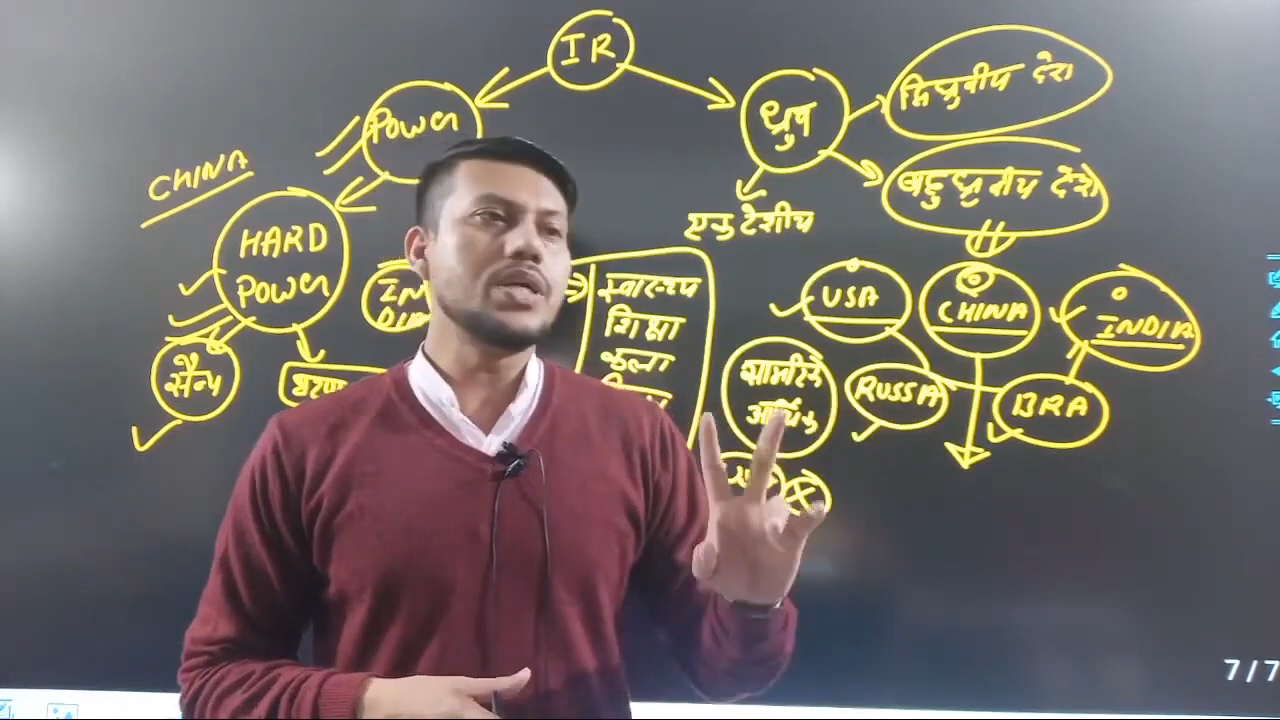 IR
Power
ध्रुव
द्विध्रुवीय देश
बहुध्रुवीय देश
CHINA
HARD
Power
एक देशीय
स्वास्थ्य
शिक्षा
कला
USA
CHINA
INDIA
सैन्य
सामरिक
आर्थिक
RUSSIA
BRA
7/7